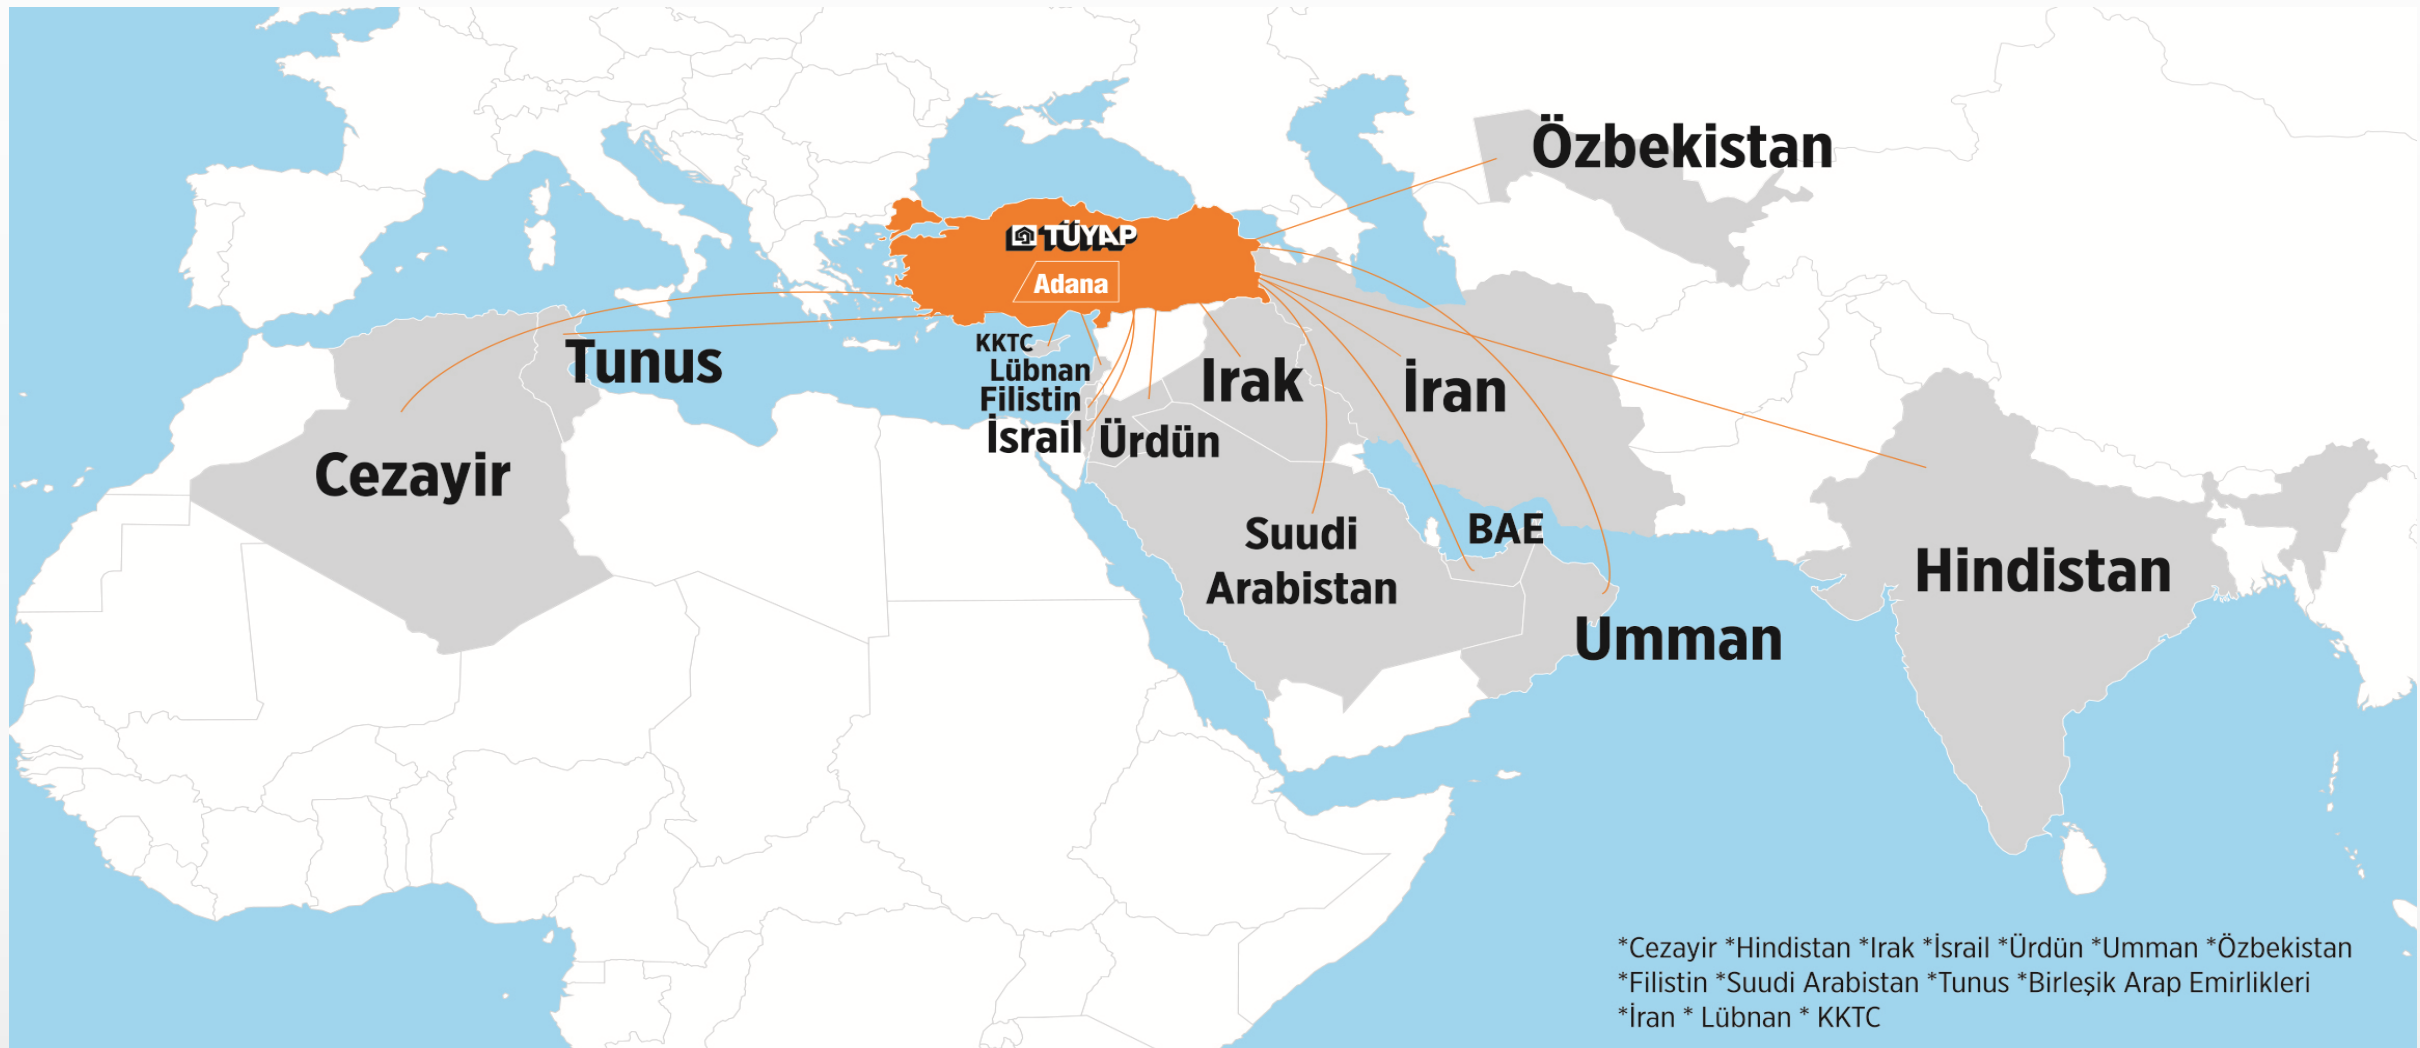 Özbekistan
TÜYAP
Adana
KKTC
Tunus
Lübnan
Filistin
İsrail
Ürdün
Irak
İran
Cezayir
Suudi
Arabistan
BAE
Hindistan
Umman
*Cezayir *Hindistan *Irak *İsrail *Ürdün *Umman *Özbekistan
*Filistin *Suudi Arabistan *Tunus *Birleşik Arap Emirlikleri
*İran * Lübnan * KKTC